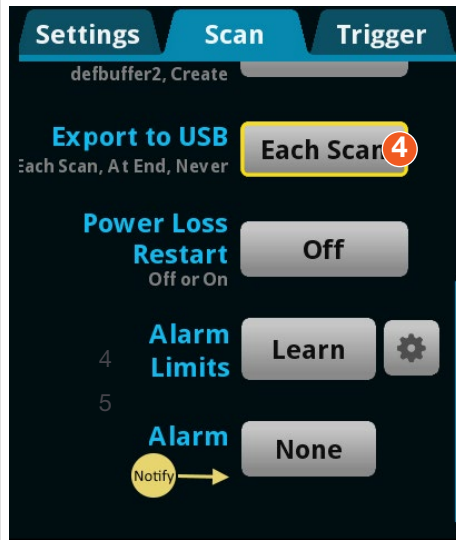 Settings Scan Trigger
defbuffer2, Create
Export to USB
Each Scan, At End, Never
Each Scan
4
Power Loss
Restart
Off or On
Off
Alarm
Limits
Learn
4
5
Alarm
None
Notify